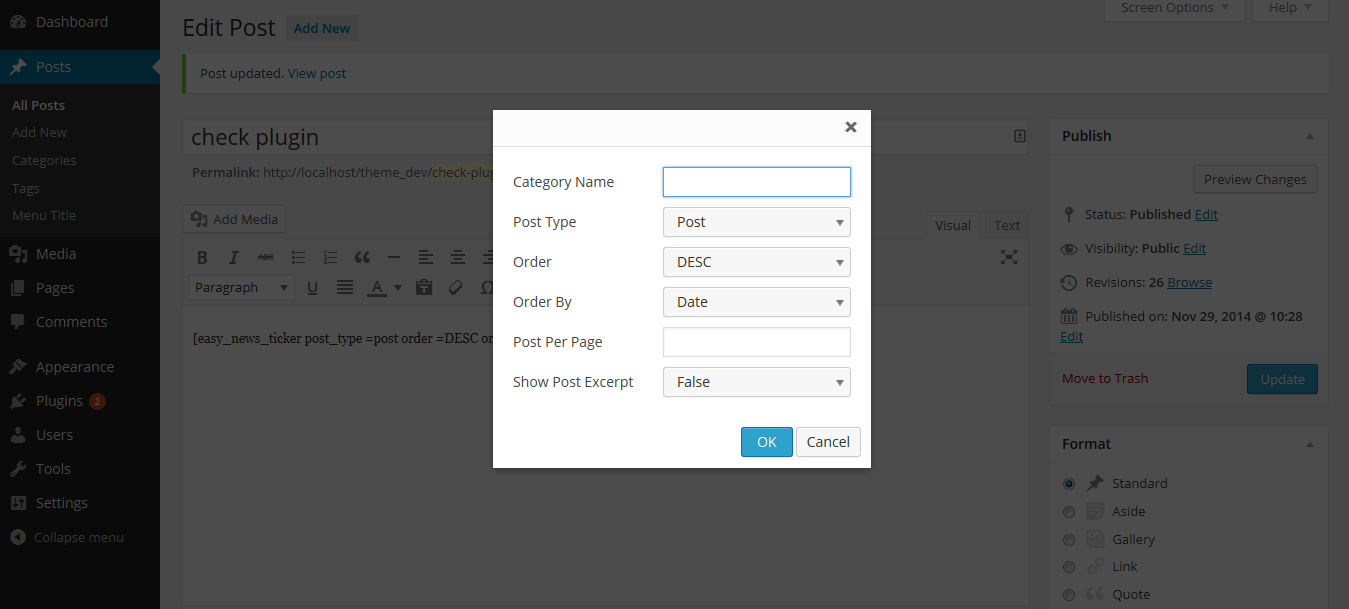 Dashboard
Posts
All Posts
Add New
Categories
Tags
Menu Title
Media
Pages
Comments
Appearance
Plugins 2
Users
Tools
Settings
Collapse menu
Screen Options
Help
Edit Post Add New
Post updated. View post
check plugin
Permalink: http://localhost/theme_dev/check-plug
Add Media
Visual
Text
B I ABC
Paragraph U A Ω
[easy_news_ticker post_type =post order =DESC or
Category Name
Post Type Post
Order DESC
Order By Date
Post Per Page
Show Post Excerpt False
OK Cancel
Publish
Preview Changes
Status: Published Edit
Visibility: Public Edit
Revisions: 26 Browse
Published on: Nov 29, 2014 @ 10:28
Edit
Move to Trash
Update
Format
Standard
Aside
Gallery
Link
Quote